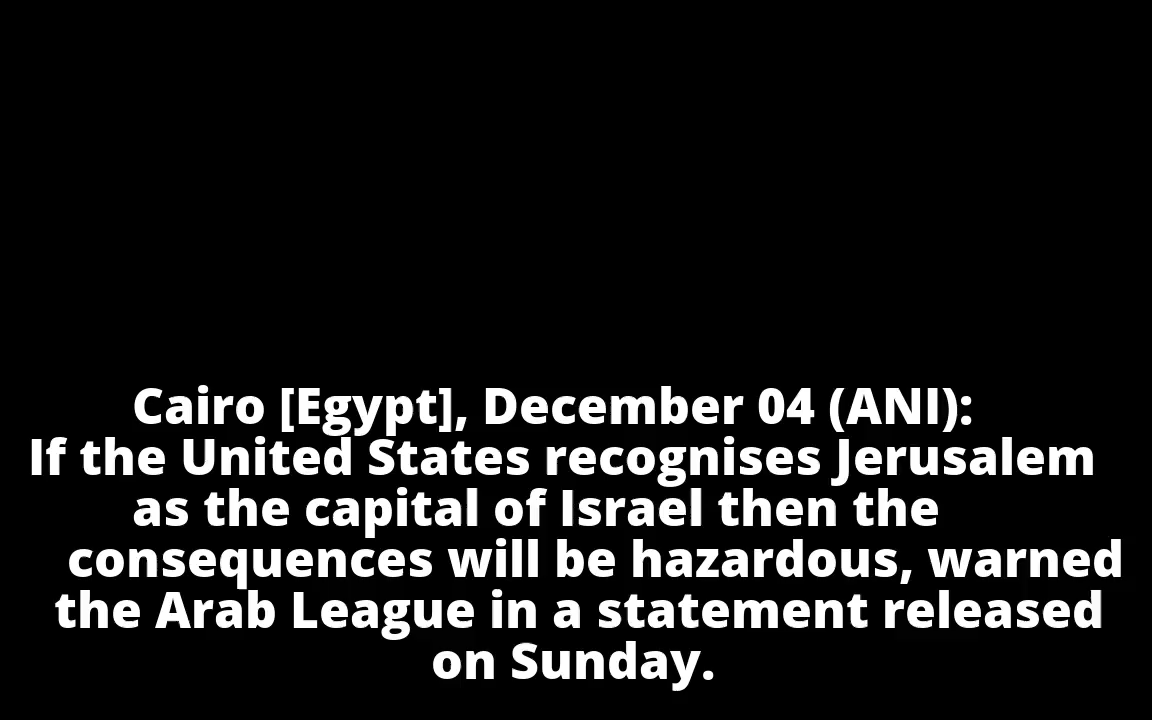 Cairo [Egypt], December 04 (ANI):
If the United States recognises Jerusalem
as the capital of Israel then the
consequences will be hazardous, warned
the Arab League in a statement released
on Sunday.